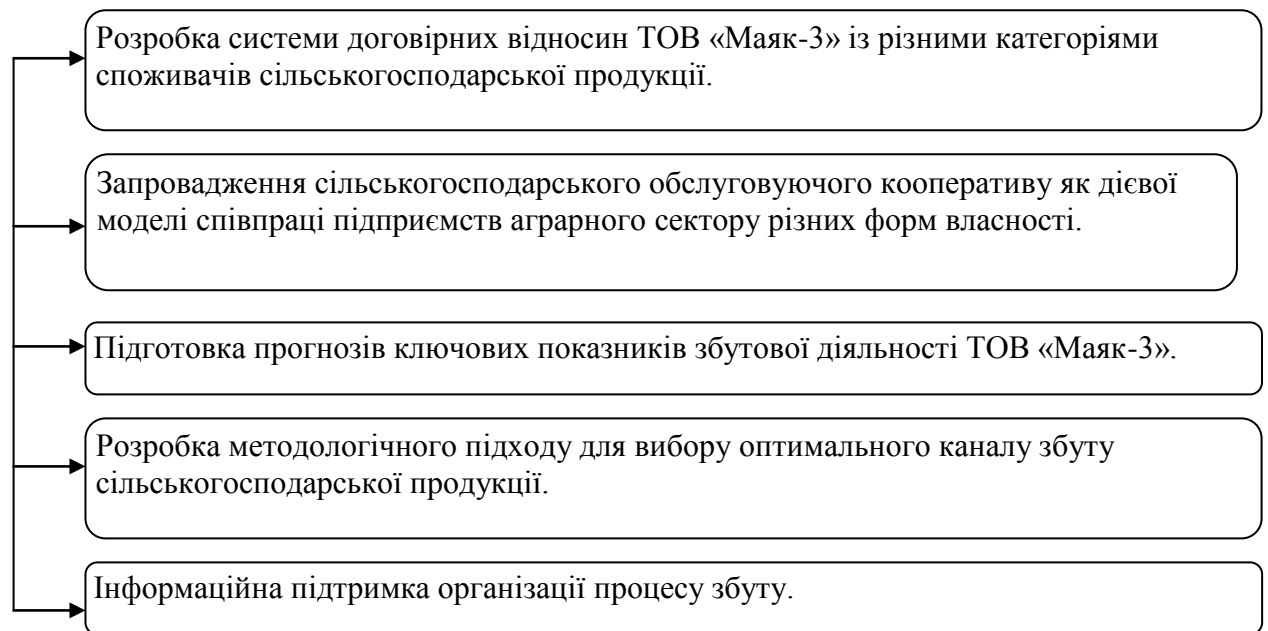 Розробка системи договірних відносин ТОВ «Маяк-3» із різними категоріями
споживачів сільськогосподарської продукції.
Запровадження сільськогосподарського обслуговуючого кооперативу як дієвої
моделі співпраці підприємств аграрного сектору різних форм власності.
Підготовка прогнозів ключових показників збутової діяльності ТОВ «Маяк-3».
Розробка методологічного підходу для вибору оптимального каналу збуту
сільськогосподарської продукції.
Інформаційна підтримка організації процесу збуту.